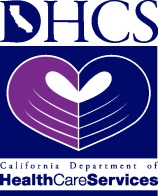 DHCS
California Department of
HealthCareServices